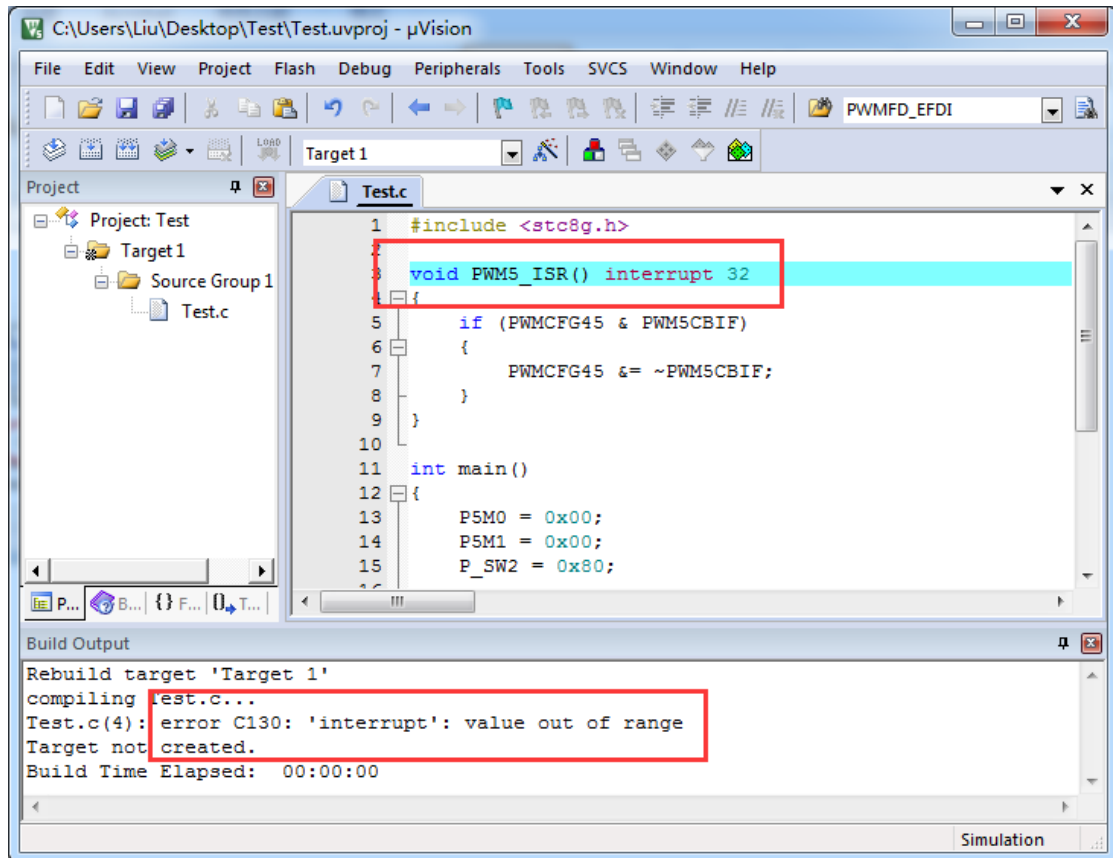 C:\Users\Liu\Desktop\Test\Test.uvproj - µVision
File Edit View Project Flash Debug Peripherals Tools SVCS Window Help
PWMFD_EFDI
LOAD Target 1
Project
Test.c
Project: Test
Target 1
Source Group 1
Test.c
1 #include <stc8g.h>
2
3 void PWM5_ISR() interrupt 32
4 {
5 if (PWMCFG45 & PWM5CBIF)
6 {
7 PWMCFG45 &= ~PWM5CBIF;
8 }
9 }
10
11 int main()
12 {
13 P5M0 = 0x00;
14 P5M1 = 0x00;
15 P_SW2 = 0x80;
P... B... {} F... 0 T...
Build Output
Rebuild target 'Target 1'
compiling Test.c...
Test.c(4): error C130: 'interrupt': value out of range
Target not created.
Build Time Elapsed: 00:00:00
Simulation